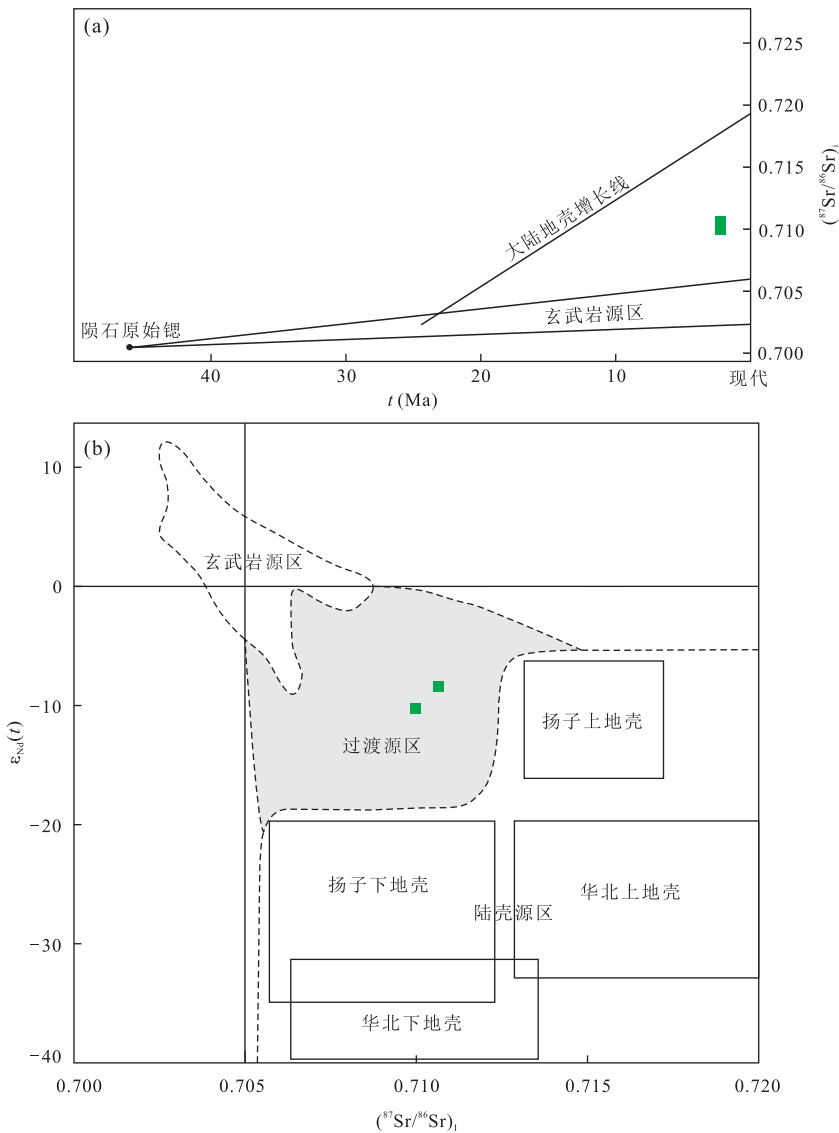 (a)
0.725
0.720
0.715
0.710
0.705
0.700
(⁸⁷Sr/⁸⁶Sr)i
大陆地壳增长线
玄武岩源区
陨石原始锶
40
30
20
10
现代
t (Ma)
(b)
10
0
−10
−20
−30
−40
εNd(t)
玄武岩源区
过渡源区
扬子上地壳
扬子下地壳
陆壳源区
华北上地壳
华北下地壳
0.700
0.705
0.710
0.715
0.720
(⁸⁷Sr/⁸⁶Sr)I